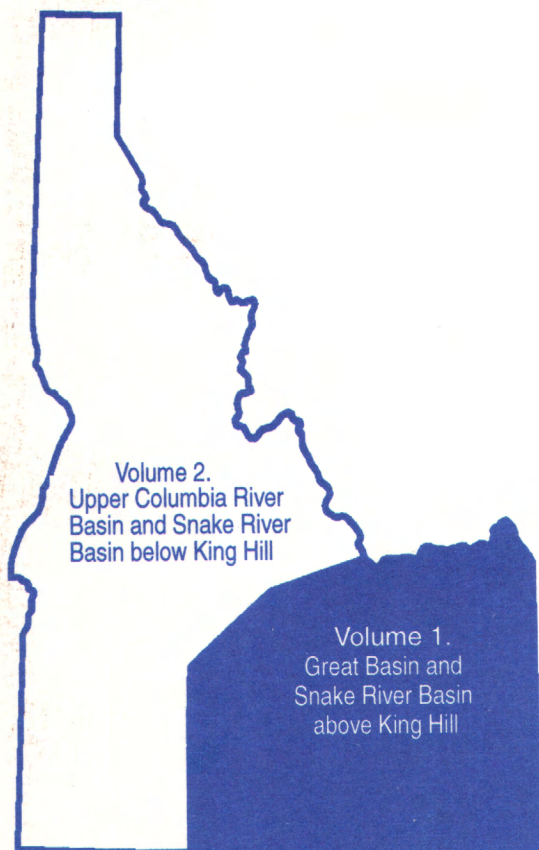 Volume 2.
Upper Columbia River
Basin and Snake River
Basin below King Hill
Volume 1.
Great Basin and
Snake River Basin
above King Hill